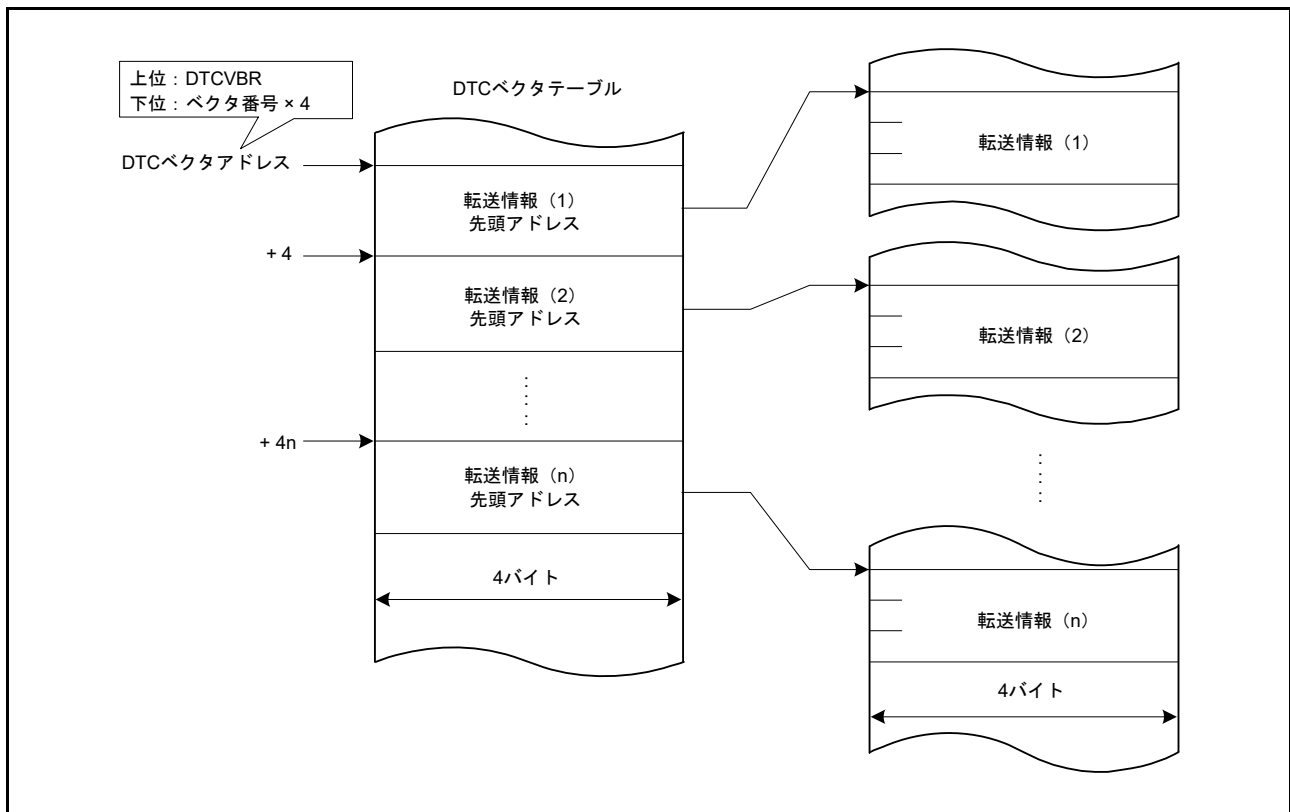 上位：DTCVBR
下位：ベクタ番号 × 4
DTCベクタアドレス
+ 4
+ 4n
DTCベクタテーブル
転送情報（1）
先頭アドレス
転送情報（2）
先頭アドレス
転送情報（n）
先頭アドレス
4バイト
転送情報（1）
転送情報（2）
転送情報（n）
4バイト